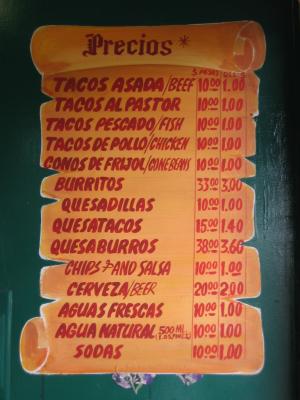 Precios *
$ PESOS DLLS
TACOS ASADA/BEEF 10.00 1.00
TACOS AL PASTOR 10.00 1.00
TACOS PESCADO/FISH 10.00 1.00
TACOS DE POLLO/CHICKEN 10.00 1.00
CONOS DE FRIJOL/CONEBENS 10.00 1.00
BURRITOS 33.00 3.00
QUESADILLAS 10.00 1.00
QUESATACOS 15.00 1.40
QUESABURROS 38.00 3.60
CHIPS AND SALSA 10.00 1.00
CERVEZA/BEER 20.00 2.00
AGUAS FRESCAS 10.00 1.00
AGUA NATURAL (500 ML 10.00 1.00
SODAS 10.00 1.00